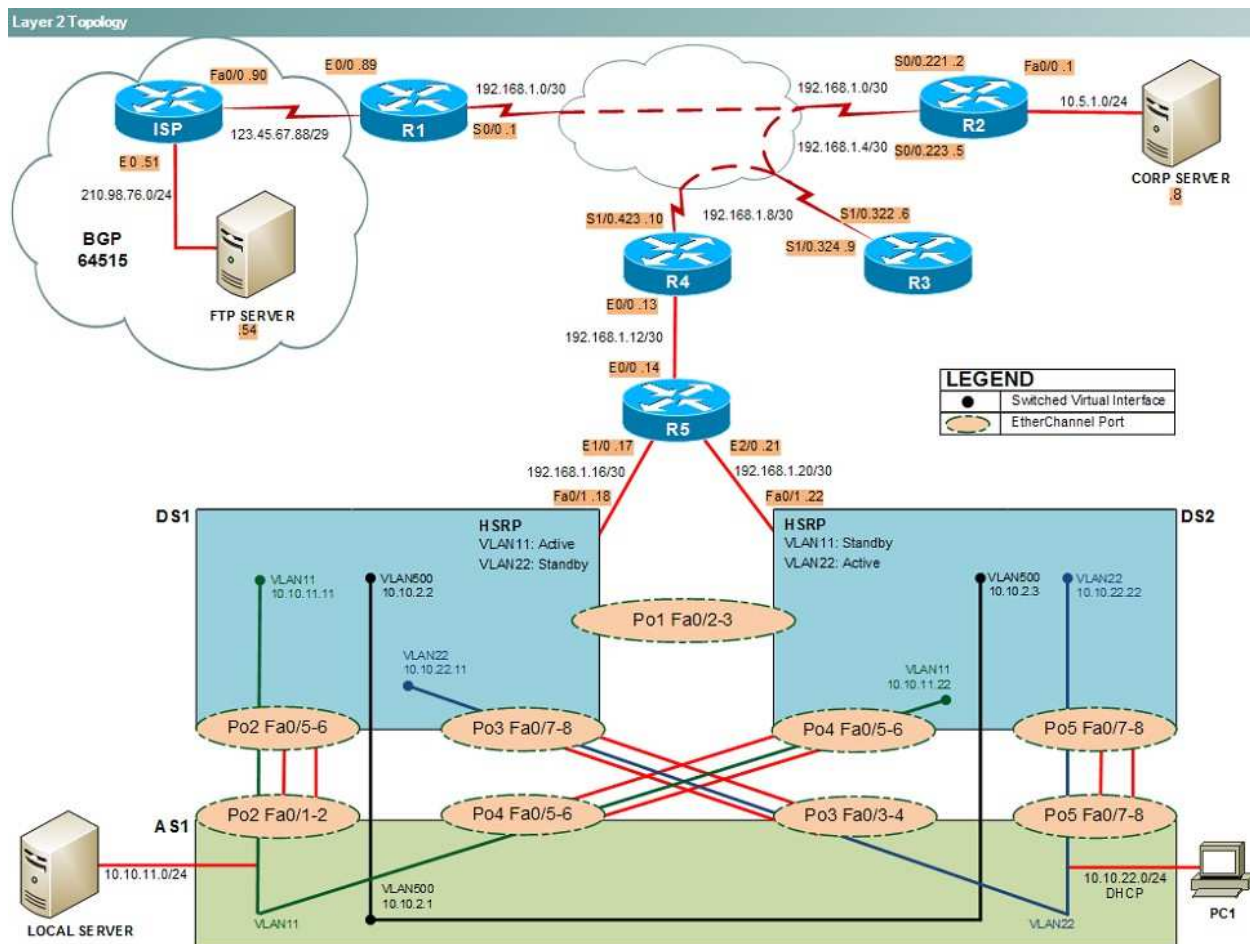 Layer 2 Topology
Fa0/0 .90
E0/0 .89
192.168.1.0/30
192.168.1.0/30
S0/0.221 .2
Fa0/0 .1
ISP
R1
R2
10.5.1.0/24
123.45.67.88/29
S0/0 .1
192.168.1.4/30
S0/0.223 .5
E0 .51
210.98.76.0/24
CORP SERVER
.8
BGP
64515
S1/0.423 .10
192.168.1.8/30
S1/0.322 .6
S1/0.324 .9
R4
R3
FTP SERVER
.54
E0/0 .13
192.168.1.12/30
E0/0 .14
R5
LEGEND
Switched Virtual Interface
EtherChannel Port
E1/0 .17
E2/0 .21
192.168.1.16/30
192.168.1.20/30
Fa0/1 .18
Fa0/1 .22
DS1
HSRP
VLAN11: Active
VLAN22: Standby
HSRP
VLAN11: Standby
VLAN22: Active
DS2
VLAN11
10.10.11.11
VLAN500
10.10.2.2
VLAN500
10.10.2.3
VLAN22
10.10.22.22
Po1 Fa0/2-3
VLAN22
10.10.22.11
VLAN11
10.10.11.22
Po2 Fa0/5-6
Po3 Fa0/7-8
Po4 Fa0/5-6
Po5 Fa0/7-8
AS1
Po2 Fa0/1-2
Po4 Fa0/5-6
Po3 Fa0/3-4
Po5 Fa0/7-8
10.10.11.0/24
VLAN500
10.10.2.1
10.10.22.0/24
DHCP
LOCAL SERVER
VLAN11
VLAN22
PC1